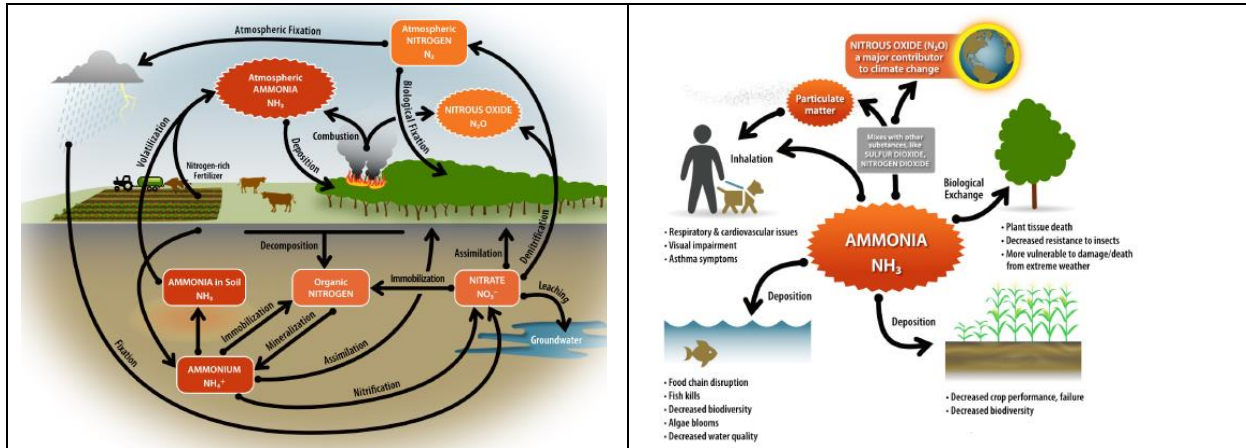 Atmospheric Fixation
Atmospheric
NITROGEN
N₂
Atmospheric
AMMONIA
NH₃
NITROUS OXIDE
N₂O
Biological Fixation
Combustion
Deposition
Volatilization
Nitrogen-rich
Fertilizer
Denitrification
Decomposition
Assimilation
AMMONIA in Soil
NH₃
Organic
NITROGEN
Immobilization
NITRATE
NO₃⁻
Leaching
Groundwater
Immobilization
Mineralization
Assimilation
Fixation
AMMONIUM
NH₄⁺
Nitrification
NITROUS OXIDE (N₂O)
a major contributor
to climate change
Particulate
matter
Mixes with other
substances, like
SULFUR DIOXIDE,
NITROGEN DIOXIDE
Inhalation
Biological
Exchange
• Respiratory & cardiovascular issues
• Visual impairment
• Asthma symptoms
AMMONIA
NH₃
• Plant tissue death
• Decreased resistance to insects
• More vulnerable to damage/death
from extreme weather
Deposition
Deposition
• Food chain disruption
• Fish kills
• Decreased biodiversity
• Algae blooms
• Decreased water quality
• Decreased crop performance, failure
• Decreased biodiversity